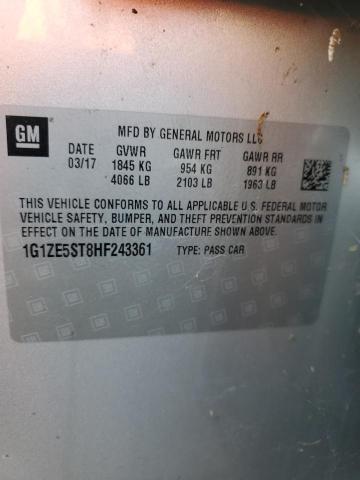 GM
MFD BY GENERAL MOTORS LLC
DATE GVWR GAWR FRT GAWR RR
03/17 1845 KG 954 KG 891 KG
4066 LB 2103 LB 1963 LB
THIS VEHICLE CONFORMS TO ALL APPLICABLE U.S. FEDERAL MOTOR
VEHICLE SAFETY, BUMPER, AND THEFT PREVENTION STANDARDS IN
EFFECT ON THE DATE OF MANUFACTURE SHOWN ABOVE.
1G1ZE5ST8HF243361 TYPE: PASS CAR